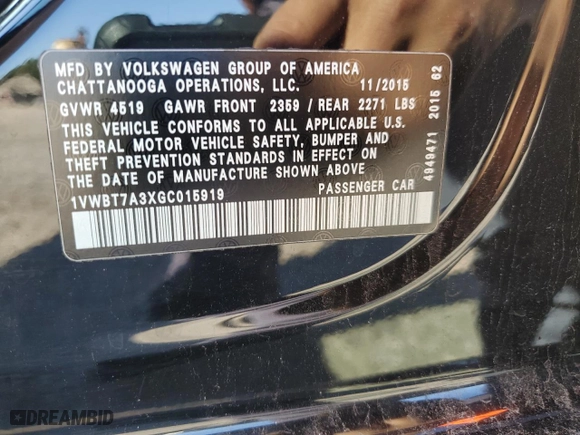 MFD BY VOLKSWAGEN GROUP OF AMERICA
CHATTANOOGA OPERATIONS, LLC. 11/2015
GVWR 4519 GAWR FRONT 2359 / REAR 2271 LBS
THIS VEHICLE CONFORMS TO ALL APPLICABLE U.S.
FEDERAL MOTOR VEHICLE SAFETY, BUMPER AND
THEFT PREVENTION STANDARDS IN EFFECT ON
THE DATE OF MANUFACTURE SHOWN ABOVE
1VWBT7A3XGC015919 PASSENGER CAR
4949471 2015 62
DREAMBID